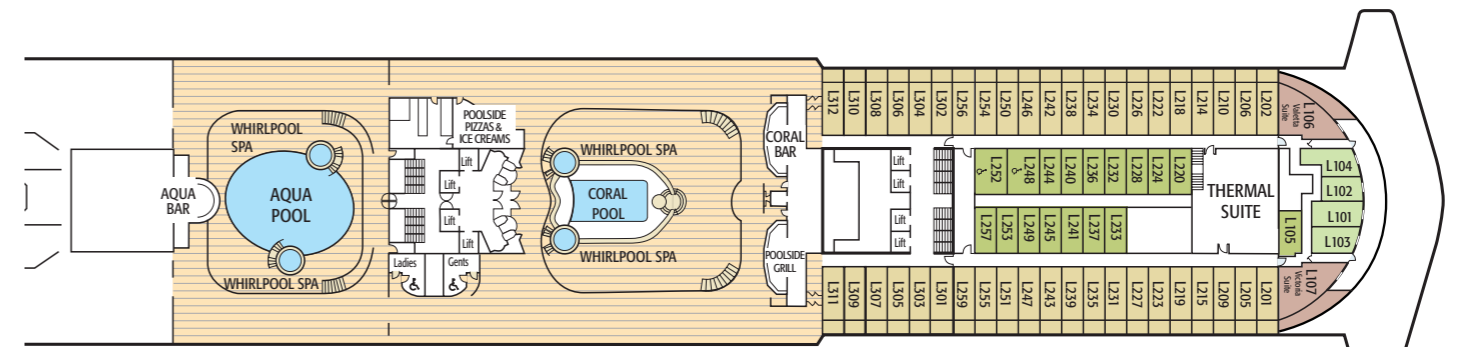 WHIRLPOOL
SPA
AQUA
POOL
AQUA
BAR
WHIRLPOOL SPA
POOLSIDE
PIZZAS &
ICE CREAMS
Lift
Lift
Lift
Lift
Ladies
Gents
WHIRLPOOL SPA
CORAL
POOL
WHIRLPOOL SPA
CORAL
BAR
POOLSIDE
GRILL
L312
L310
L308
L306
L304
L302
L256
L254
L250
L246
L242
L238
L234
L230
L226
L222
L218
L214
L210
L206
L202
L106
Valletta
Suite
Lift
Lift
Lift
Lift
L252
L248
L244
L240
L236
L232
L228
L224
L220
L257
L253
L249
L245
L241
L237
L233
THERMAL
SUITE
L105
L104
L102
L101
L103
L311
L309
L307
L305
L303
L301
L259
L255
L251
L247
L243
L239
L235
L231
L227
L223
L219
L215
L209
L205
L201
L107
Victoria
Suite